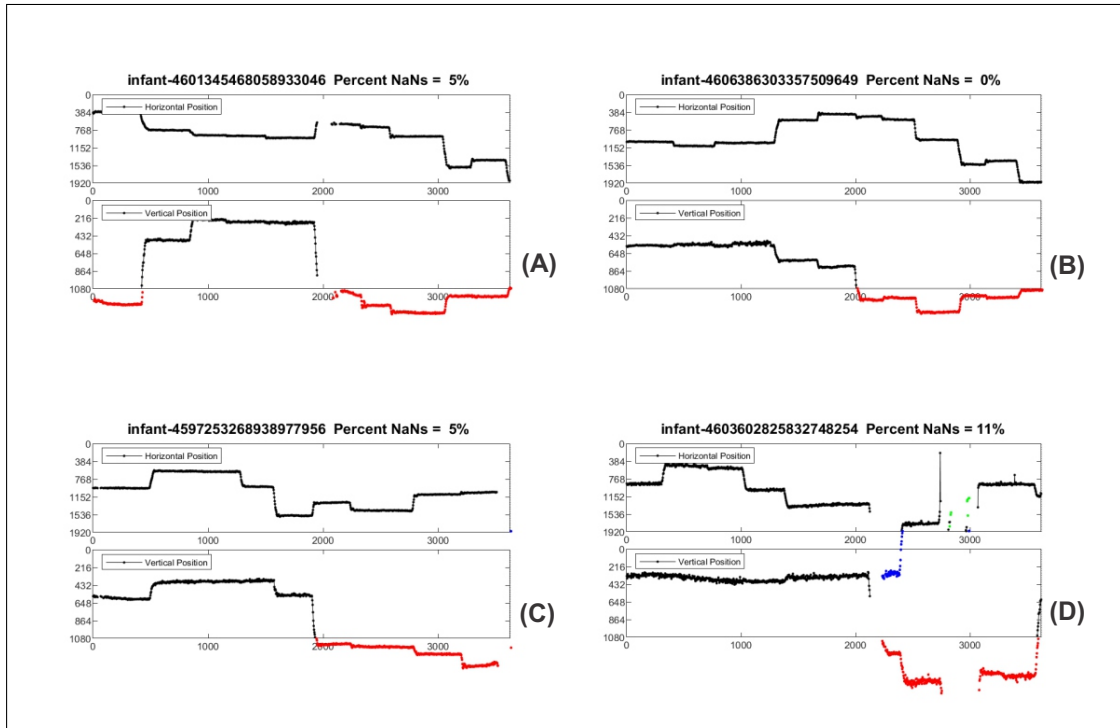 infant-4601345468058933046 Percent NaNs = 5%
Horizontal Position
0
384
768
1152
1536
1920
0 1000 2000 3000
Vertical Position
0
216
432
648
864
1080
0 1000 2000 3000
(A)
infant-4606386303357509649 Percent NaNs = 0%
Horizontal Position
0
384
768
1152
1536
1920
0 1000 2000 3000
Vertical Position
0
216
432
648
864
1080
0 1000 2000 3000
(B)
infant-4597253268938977956 Percent NaNs = 5%
Horizontal Position
0
384
768
1152
1536
1920
0 1000 2000 3000
Vertical Position
0
216
432
648
864
1080
0 1000 2000 3000
(C)
infant-4603602825832748254 Percent NaNs = 11%
Horizontal Position
0
384
768
1152
1536
1920
0 1000 2000 3000
Vertical Position
0
216
432
648
864
1080
0 1000 2000 3000
(D)